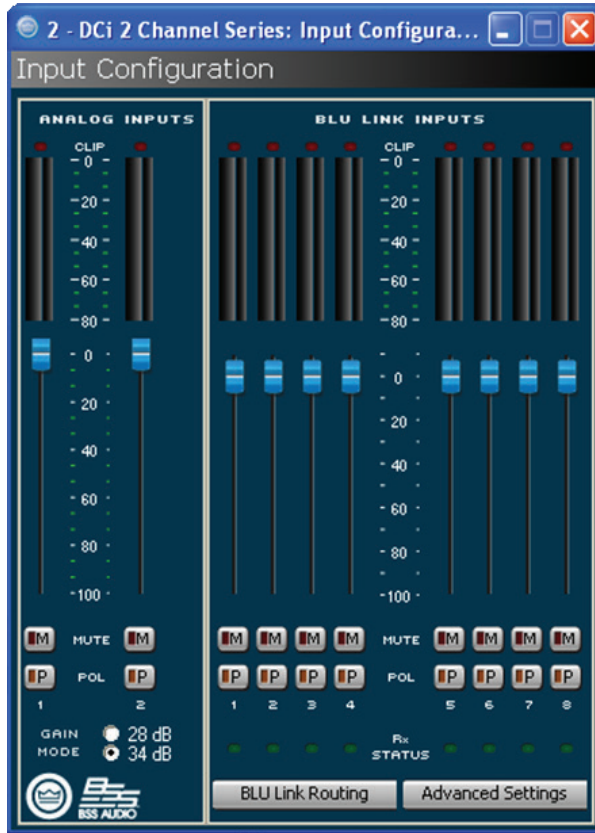 2 - DCi 2 Channel Series: Input Configura...
Input Configuration
ANALOG INPUTS
CLIP
- 0 -
-20 -
-40 -
-60 -
-80 -
- 0 -
- 20 -
- 40 -
- 60 -
- 80 -
-100 -
M MUTE M
P POL P
1 2
GAIN MODE
28 dB
34 dB
BSS
BSS AUDIO
BLU LINK INPUTS
CLIP
- 0 -
-20 -
-40 -
-60 -
-80 -
- 0 -
- 20 -
- 40 -
- 60 -
- 80 -
-100 -
M M M M MUTE M M M M
P P P P POL P P P P
1 2 3 4 5 6 7 8
Rx
STATUS
BLU Link Routing
Advanced Settings